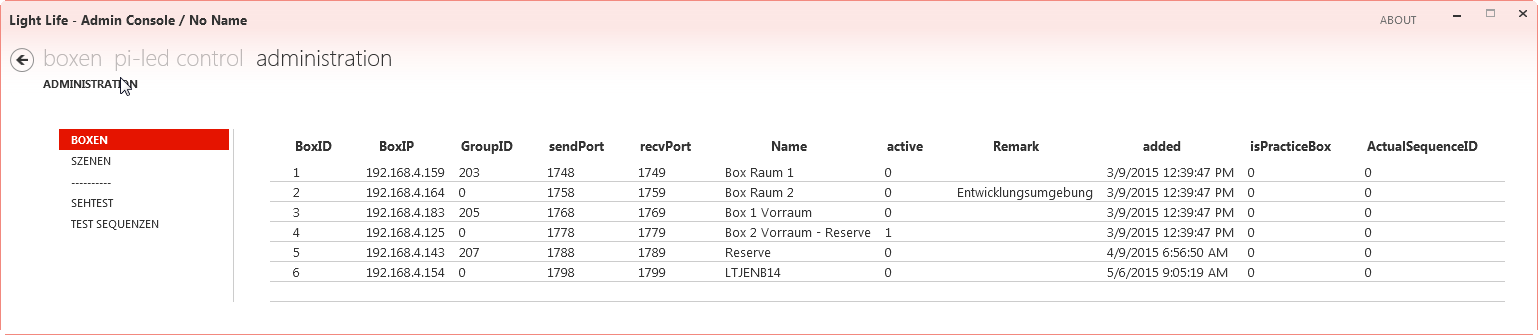 Light Life - Admin Console / No Name
ABOUT
boxen pi-led control administration
ADMINISTRATION
BOXEN
SZENEN
----------
SEHTEST
TEST SEQUENZEN
BoxID BoxIP GroupID sendPort recvPort Name active Remark added isPracticeBox ActualSequenceID
1 192.168.4.159 203 1748 1749 Box Raum 1 0 3/9/2015 12:39:47 PM 0 0
2 192.168.4.164 0 1758 1759 Box Raum 2 0 Entwicklungsumgebung 3/9/2015 12:39:47 PM 0 0
3 192.168.4.183 205 1768 1769 Box 1 Vorraum 0 3/9/2015 12:39:47 PM 0 0
4 192.168.4.125 0 1778 1779 Box 2 Vorraum - Reserve 1 3/9/2015 12:39:47 PM 0 0
5 192.168.4.143 207 1788 1789 Reserve 0 4/9/2015 6:56:50 AM 0 0
6 192.168.4.154 0 1798 1799 LTJENB14 0 5/6/2015 9:05:19 AM 0 0